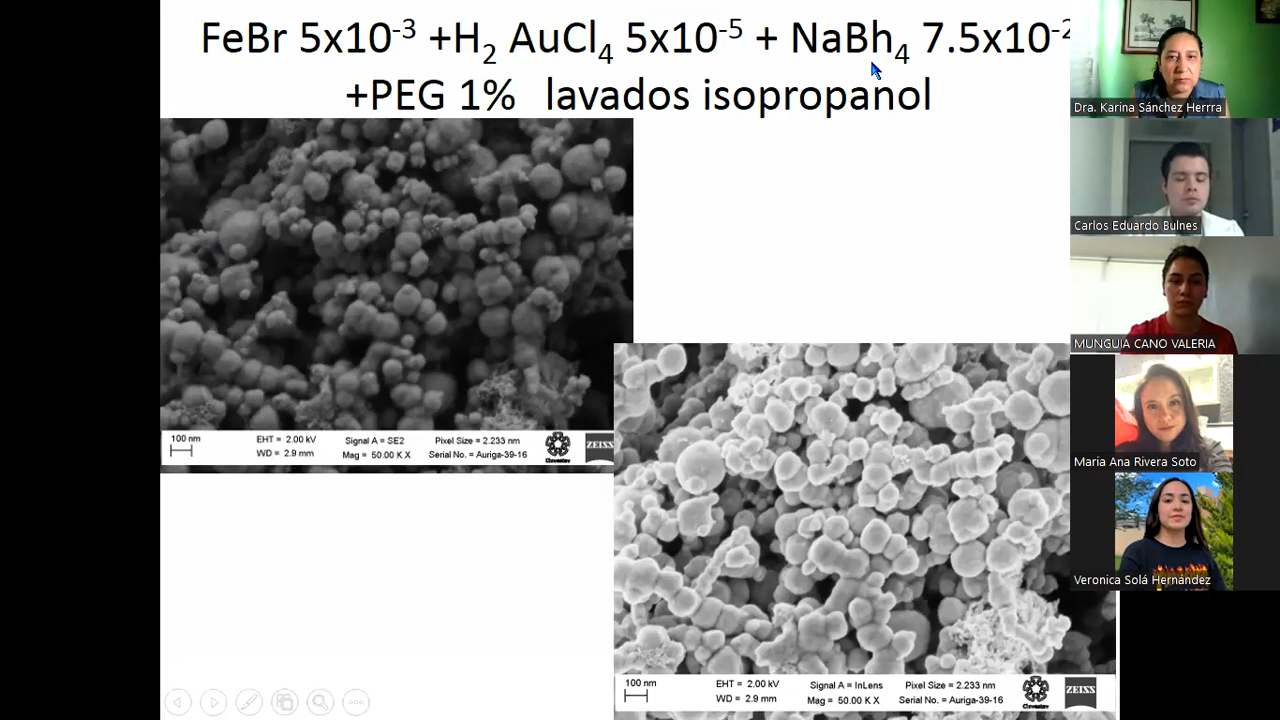 FeBr 5x10-3 +H2 AuCl4 5x10-5 + NaBh4 7.5x10-2
+PEG 1% lavados isopropanol
100 nm EHT = 2.00 kV Signal A = SE2 Pixel Size = 2.233 nm
WD = 2.9 mm Mag = 50.00 K X Serial No. = Auriga-39-16 Cinvestav ZEISS
100 nm EHT = 2.00 kV Signal A = InLens Pixel Size = 2.233 nm
WD = 2.9 mm Mag = 50.00 K X Serial No. = Auriga-39-16 Cinvestav ZEISS
Dra. Karina Sánchez Herrra
Carlos Eduardo Bulnes
MUNGUIA CANO VALERIA
Maria Ana Rivera Soto
Veronica Solá Hernández